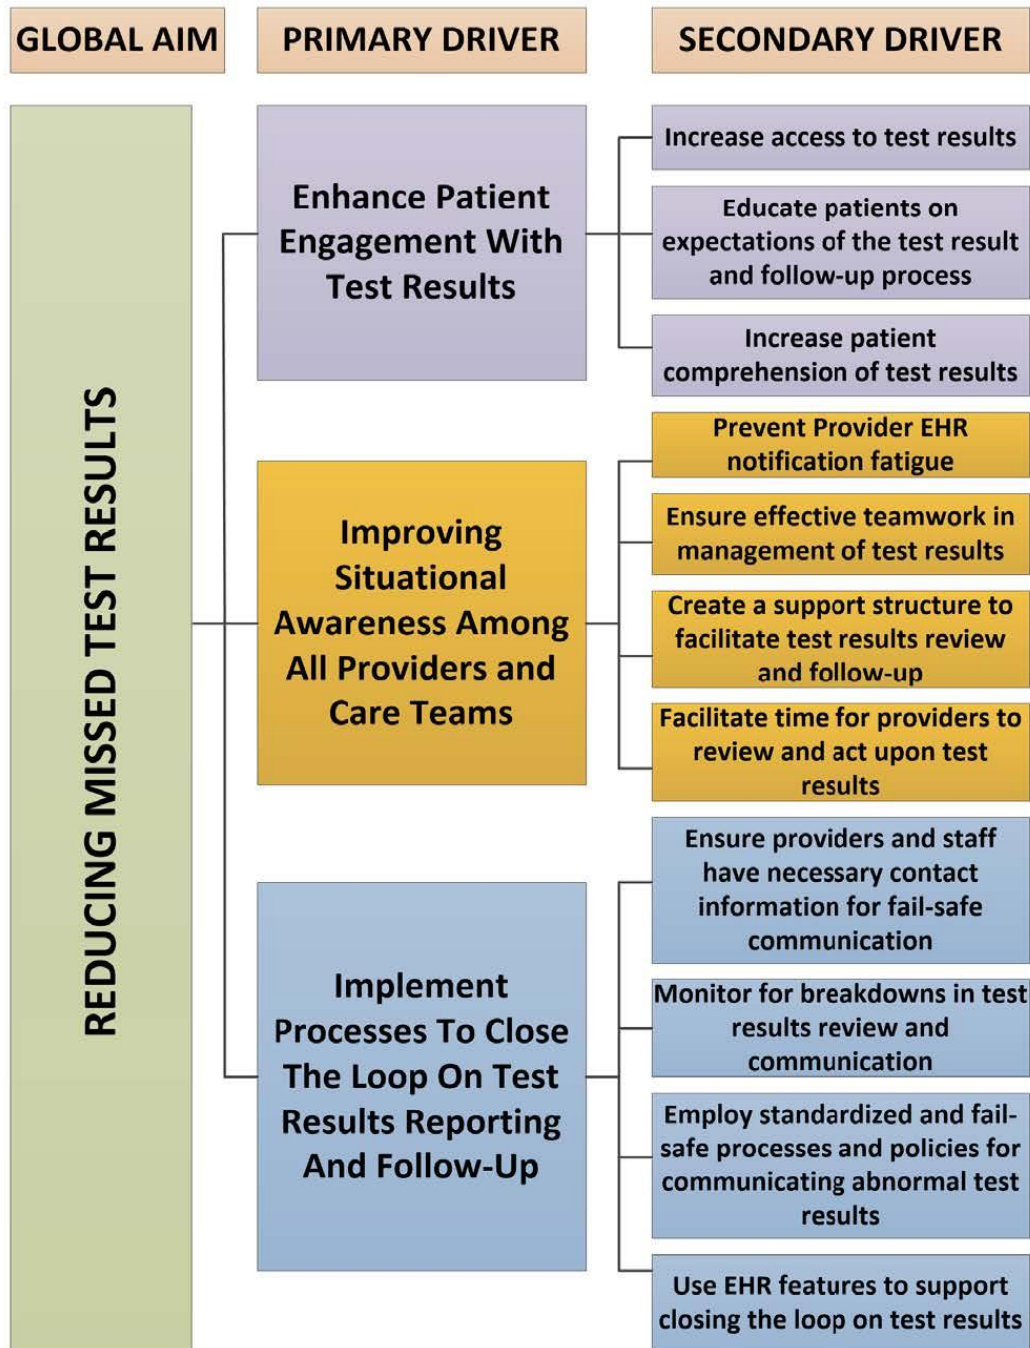 GLOBAL AIM
PRIMARY DRIVER
SECONDARY DRIVER
REDUCING MISSED TEST RESULTS
Enhance Patient
Engagement With
Test Results
Increase access to test results
Educate patients on
expectations of the test result
and follow-up process
Increase patient
comprehension of test results
Improving
Situational
Awareness Among
All Providers and
Care Teams
Prevent Provider EHR
notification fatigue
Ensure effective teamwork in
management of test results
Create a support structure to
facilitate test results review
and follow-up
Facilitate time for providers to
review and act upon test
results
Implement
Processes To Close
The Loop On Test
Results Reporting
And Follow-Up
Ensure providers and staff
have necessary contact
information for fail-safe
communication
Monitor for breakdowns in test
results review and
communication
Employ standardized and fail-
safe processes and policies for
communicating abnormal test
results
Use EHR features to support
closing the loop on test results